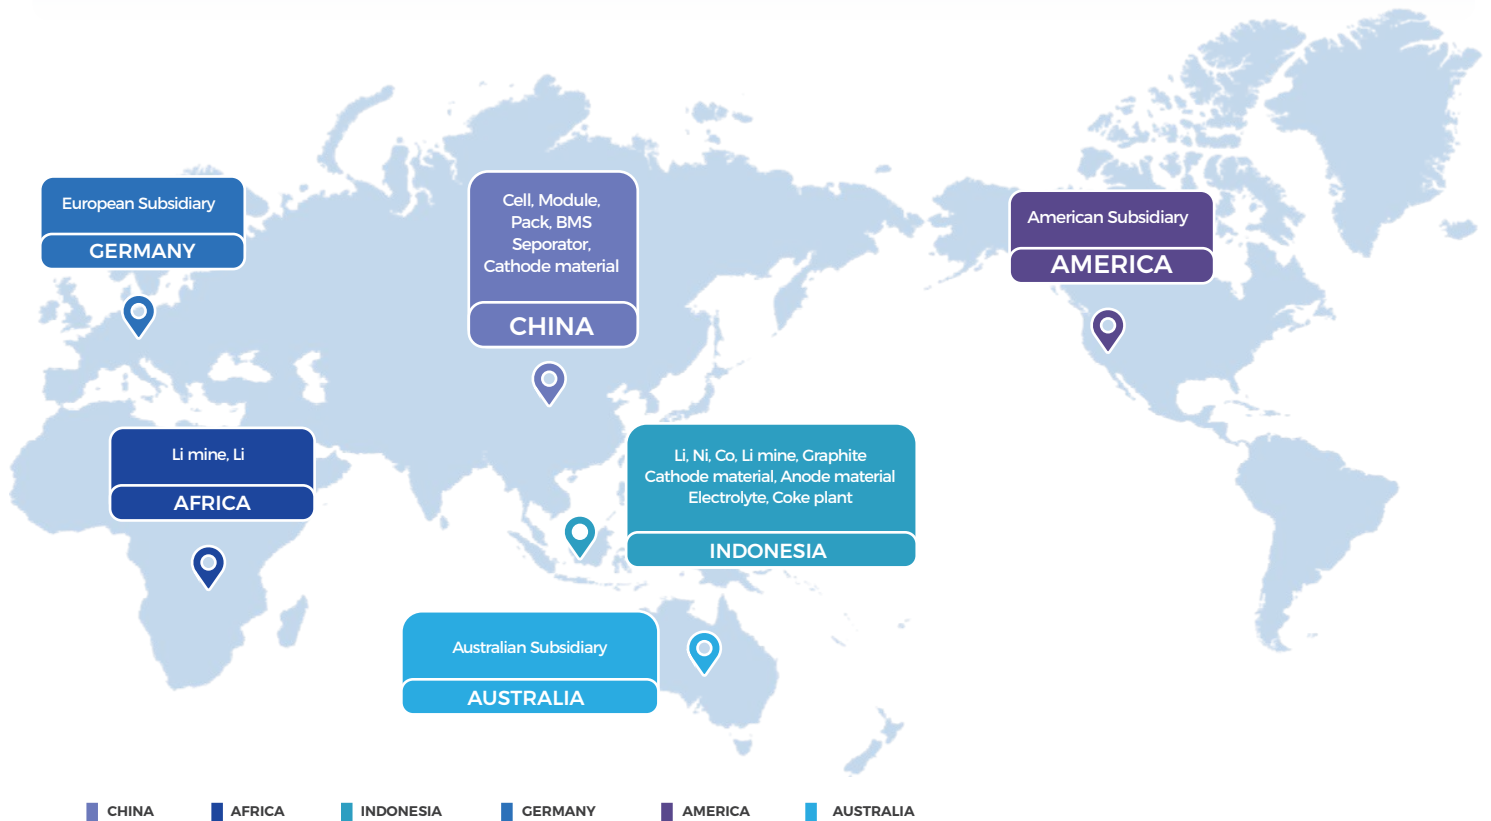 European Subsidiary
GERMANY
Cell, Module,
Pack, BMS
Seporator,
Cathode material
CHINA
American Subsidiary
AMERICA
Li mine, Li
AFRICA
Li, Ni, Co, Li mine, Graphite
Cathode material, Anode material
Electrolyte, Coke plant
INDONESIA
Australian Subsidiary
AUSTRALIA
CHINA
AFRICA
INDONESIA
GERMANY
AMERICA
AUSTRALIA